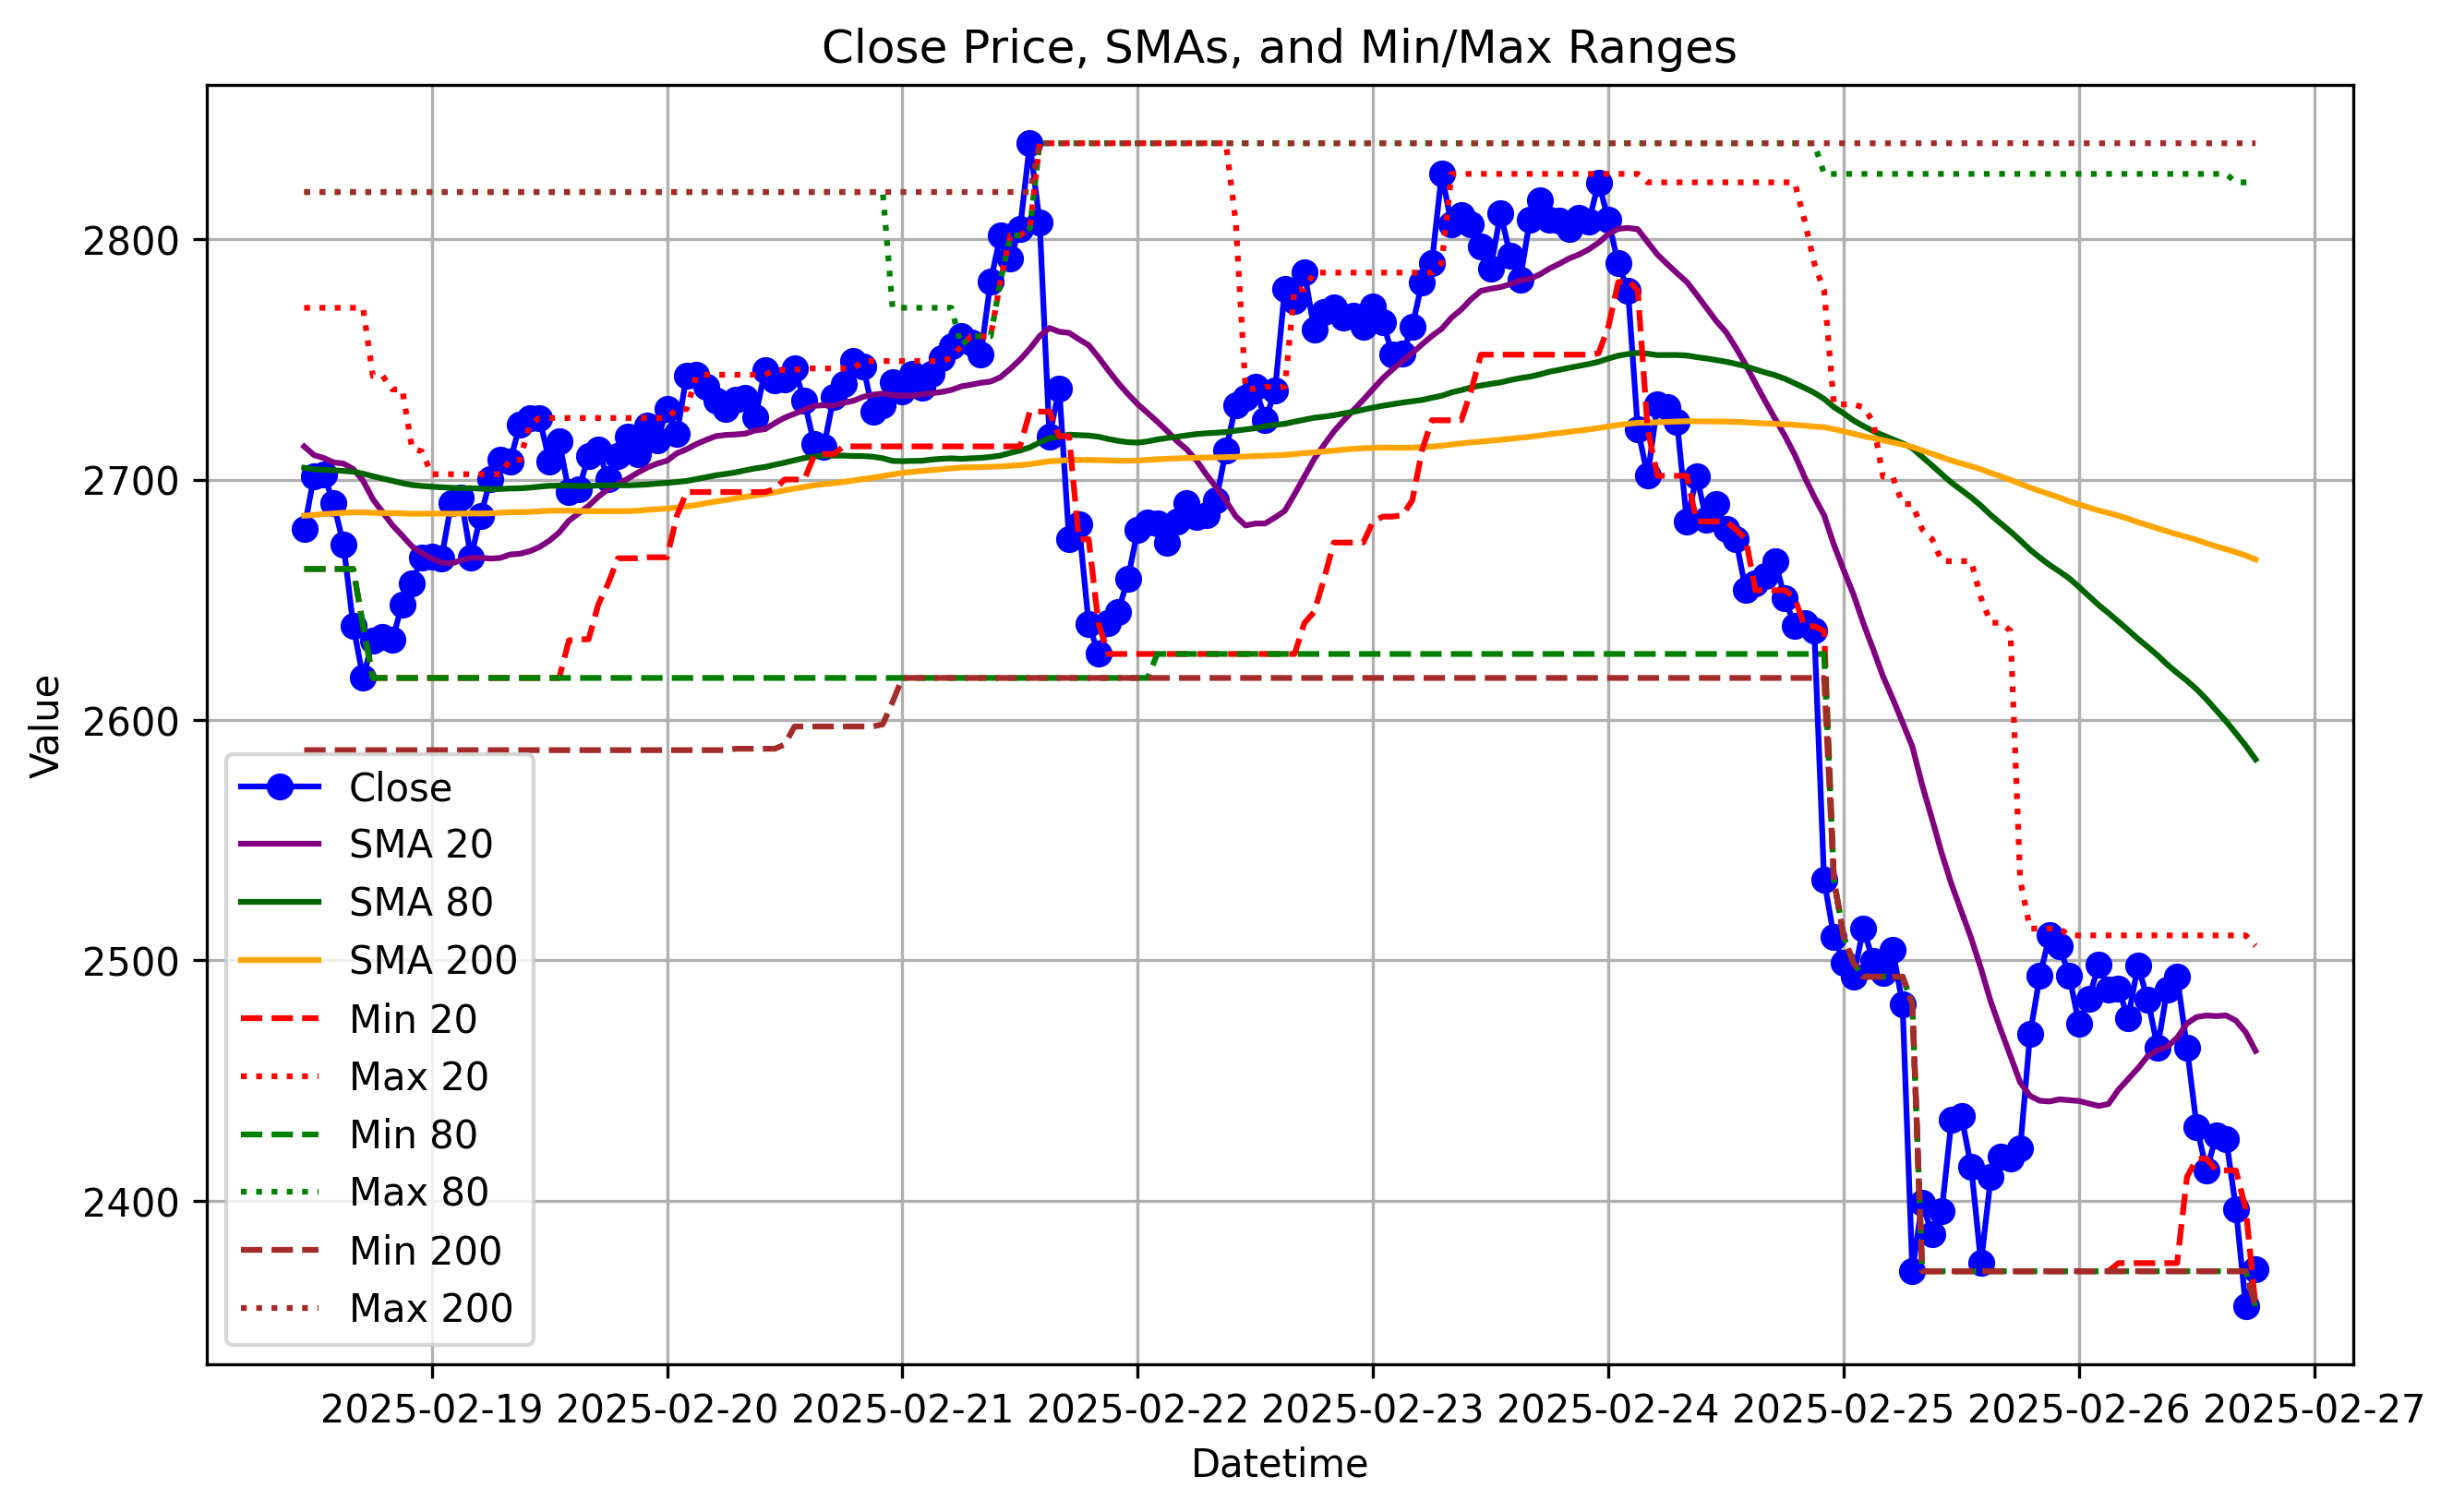 Close Price, SMAs, and Min/Max Ranges
Value
2800
2700
2600
2500
2400
Close
SMA 20
SMA 80
SMA 200
Min 20
Max 20
Min 80
Max 80
Min 200
Max 200
2025-02-19 2025-02-20 2025-02-21 2025-02-22 2025-02-23 2025-02-24 2025-02-25 2025-02-26 2025-02-27
Datetime